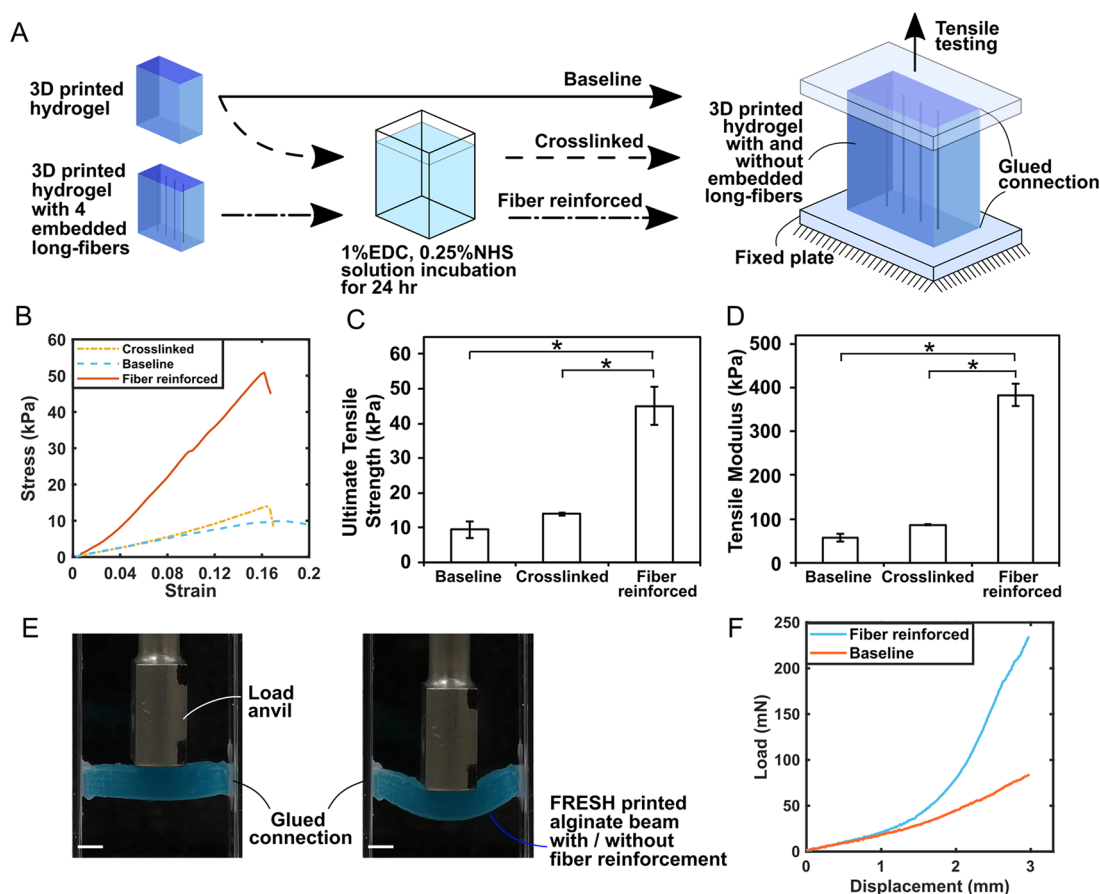 A
3D printed
hydrogel
3D printed
hydrogel
with 4
embedded
long-fibers
Baseline
Crosslinked
Fiber reinforced
1%EDC, 0.25%NHS
solution incubation
for 24 hr
Tensile
testing
3D printed
hydrogel
with and
without
embedded
long-fibers
Glued
connection
Fixed plate
B
Stress (kPa)
60
50
40
30
20
10
0
Crosslinked
Baseline
Fiber reinforced
0
0.04
0.08
0.12
0.16
0.2
Strain
C
Ultimate Tensile
Strength (kPa)
60
50
40
30
20
10
0
*
*
Baseline
Crosslinked
Fiber
reinforced
D
Tensile Modulus (kPa)
500
400
300
200
100
0
*
*
Baseline
Crosslinked
Fiber
reinforced
E
Load
anvil
Glued
connection
FRESH printed
alginate beam
with / without
fiber reinforcement
F
Load (mN)
250
200
150
100
50
0
Fiber reinforced
Baseline
0
1
2
3
Displacement (mm)